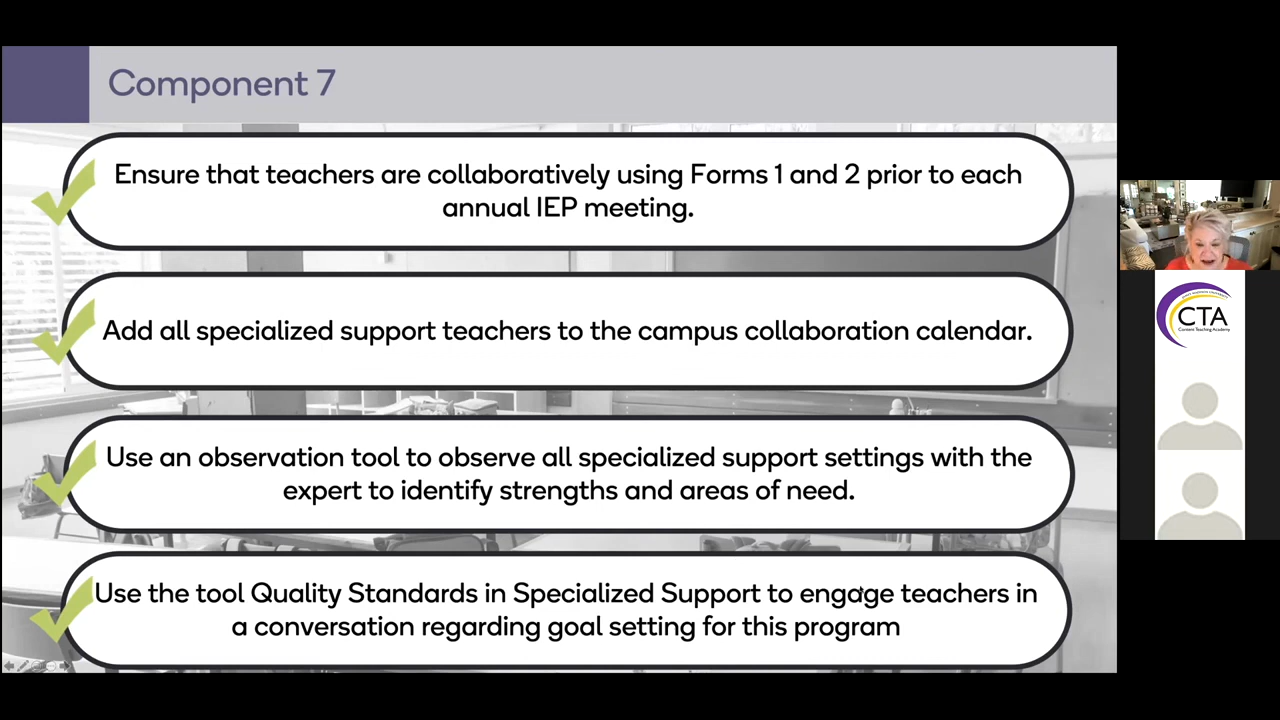 Component 7
Ensure that teachers are collaboratively using Forms 1 and 2 prior to each
annual IEP meeting.
Add all specialized support teachers to the campus collaboration calendar.
Use an observation tool to observe all specialized support settings with the
expert to identify strengths and areas of need.
Use the tool Quality Standards in Specialized Support to engage teachers in
a conversation regarding goal setting for this program
CTA
Content Teaching Academy